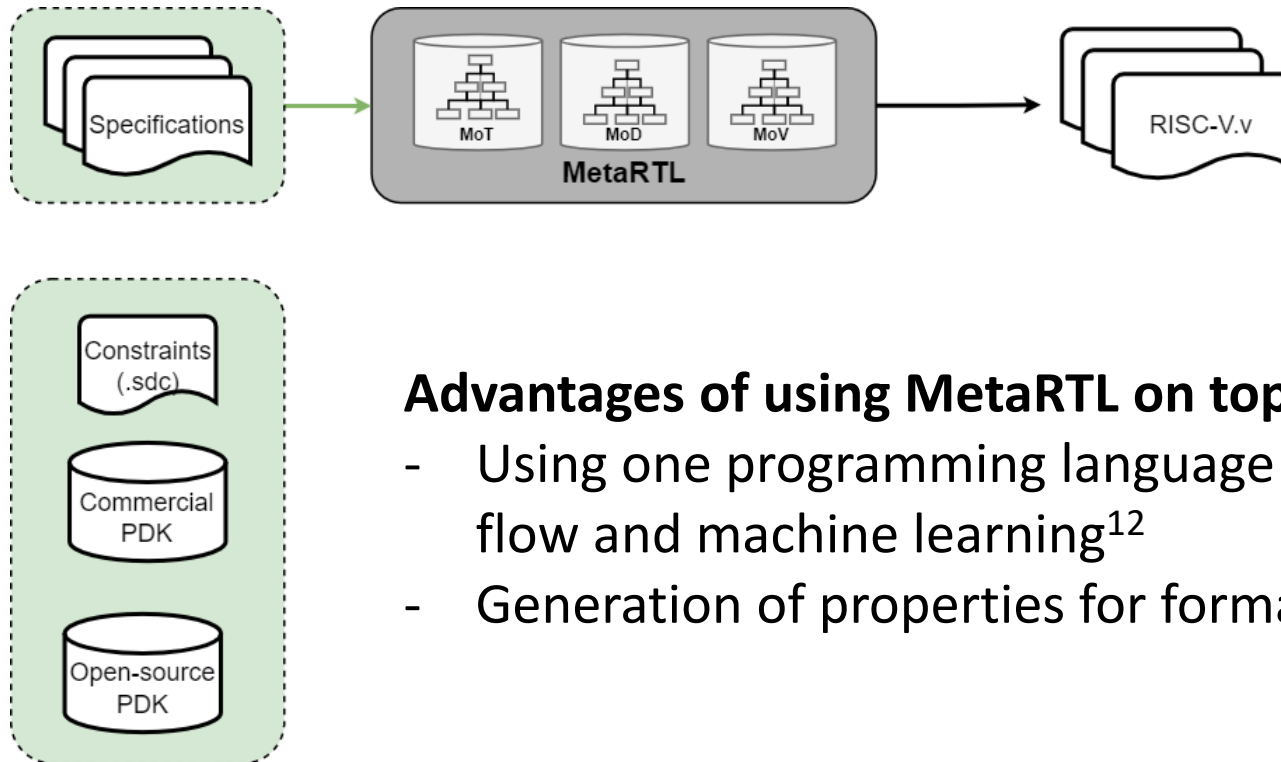 Specifications
MoT
MoD
MoV
MetaRTL
RISC-V.v
Constraints
(.sdc)
Commercial
PDK
Open-source
PDK
Advantages of using MetaRTL on top
- Using one programming language
flow and machine learning¹²
- Generation of properties for forma